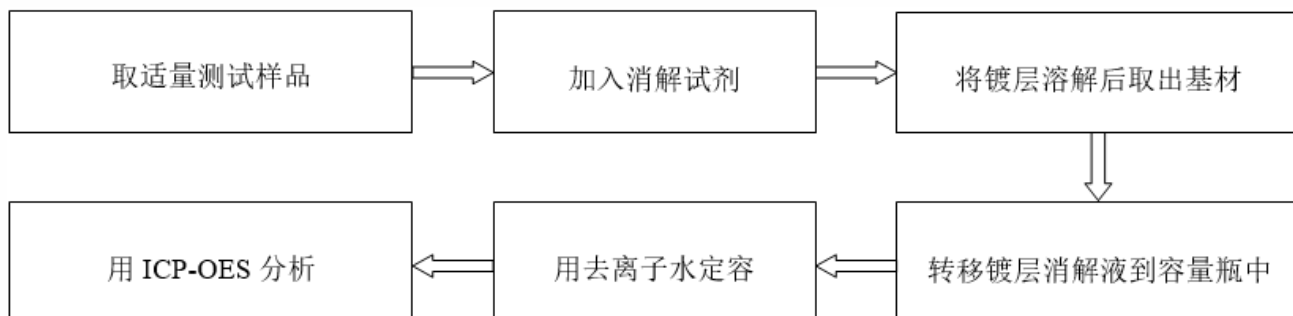 取适量测试样品
加入消解试剂
将镀层溶解后取出基材
转移镀层消解液到容量瓶中
用去离子水定容
用 ICP-OES 分析